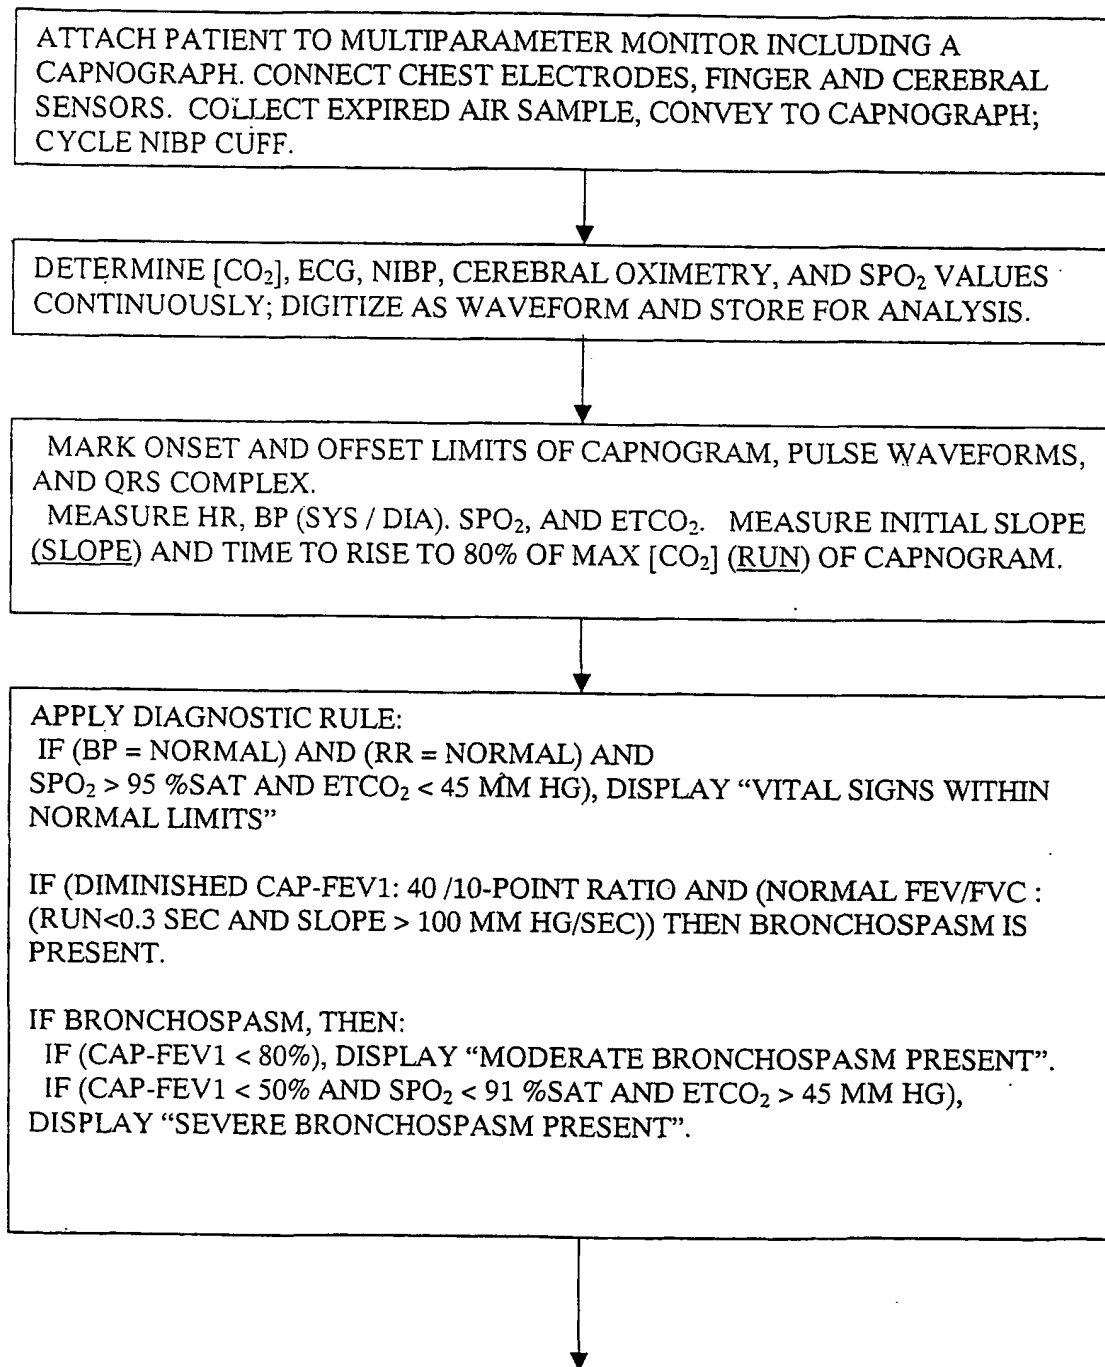 ATTACH PATIENT TO MULTIPARAMETER MONITOR INCLUDING A
CAPNOGRAPH. CONNECT CHEST ELECTRODES, FINGER AND CEREBRAL
SENSORS. COLLECT EXPIRED AIR SAMPLE, CONVEY TO CAPNOGRAPH;
CYCLE NIBP CUFF.
DETERMINE [CO₂], ECG, NIBP, CEREBRAL OXIMETRY, AND SPO₂ VALUES
CONTINUOUSLY; DIGITIZE AS WAVEFORM AND STORE FOR ANALYSIS.
MARK ONSET AND OFFSET LIMITS OF CAPNOGRAM, PULSE WAVEFORMS,
AND QRS COMPLEX.
MEASURE HR, BP (SYS / DIA). SPO₂, AND ETCO₂. MEASURE INITIAL SLOPE
(SLOPE) AND TIME TO RISE TO 80% OF MAX [CO₂] (RUN) OF CAPNOGRAM.
APPLY DIAGNOSTIC RULE:
IF (BP = NORMAL) AND (RR = NORMAL) AND
SPO₂ > 95 %SAT AND ETCO₂ < 45 MM HG), DISPLAY “VITAL SIGNS WITHIN
NORMAL LIMITS”
IF (DIMINISHED CAP-FEV1: 40 /10-POINT RATIO AND (NORMAL FEV/FVC :
(RUN<0.3 SEC AND SLOPE > 100 MM HG/SEC)) THEN BRONCHOSPASM IS
PRESENT.
IF BRONCHOSPASM, THEN:
IF (CAP-FEV1 < 80%), DISPLAY “MODERATE BRONCHOSPASM PRESENT”.
IF (CAP-FEV1 < 50% AND SPO₂ < 91 %SAT AND ETCO₂ > 45 MM HG),
DISPLAY “SEVERE BRONCHOSPASM PRESENT”.